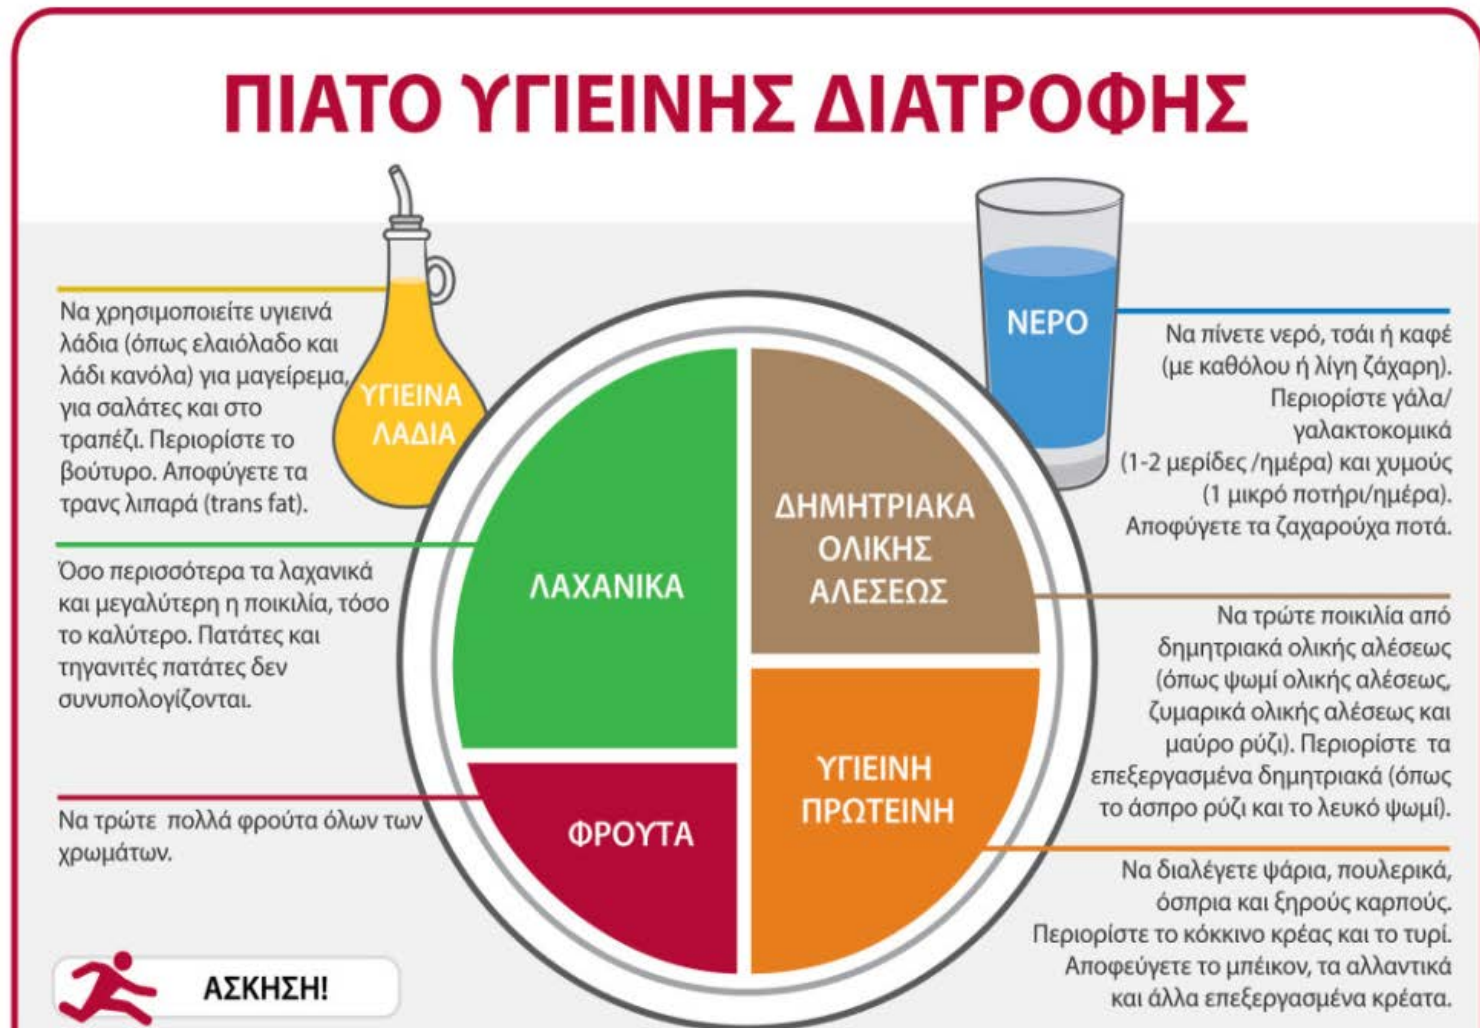 ΠΙΑΤΟ ΥΓΙΕΙΝΗΣ ΔΙΑΤΡΟΦΗΣ
Να χρησιμοποιείτε υγιεινά
λάδια (όπως ελαιόλαδο και
λάδι κανόλα) για μαγείρεμα,
για σαλάτες και στο
τραπέζι. Περιορίστε το
βούτυρο. Αποφύγετε τα
τρανς λιπαρά (trans fat).
ΥΓΙΕΙΝΑ
ΛΑΔΙΑ
ΝΕΡΟ
Να πίνετε νερό, τσάι ή καφέ
(με καθόλου ή λίγη ζάχαρη).
Περιορίστε γάλα/
γαλακτοκομικά
(1-2 μερίδες /ημέρα) και χυμούς
(1 μικρό ποτήρι/ημέρα).
Αποφύγετε τα ζαχαρούχα ποτά.
Όσο περισσότερα τα λαχανικά
και μεγαλύτερη η ποικιλία, τόσο
το καλύτερο. Πατάτες και
τηγανιτές πατάτες δεν
συνυπολογίζονται.
ΛΑΧΑΝΙΚΑ
ΔΗΜΗΤΡΙΑΚΑ
ΟΛΙΚΗΣ
ΑΛΕΣΕΩΣ
Να τρώτε ποικιλία από
δημητριακά ολικής αλέσεως
(όπως ψωμί ολικής αλέσεως,
ζυμαρικά ολικής αλέσεως και
μαύρο ρύζι). Περιορίστε τα
επεξεργασμένα δημητριακά (όπως
το άσπρο ρύζι και το λευκό ψωμί).
Να τρώτε πολλά φρούτα όλων των
χρωμάτων.
ΦΡΟΥΤΑ
ΥΓΙΕΙΝΗ
ΠΡΩΤΕΙΝΗ
Να διαλέγετε ψάρια, πουλερικά,
όσπρια και ξηρούς καρπούς.
Περιορίστε το κόκκινο κρέας και το τυρί.
Αποφεύγετε το μπέικον, τα αλλαντικά
και άλλα επεξεργασμένα κρέατα.
ΑΣΚΗΣΗ!